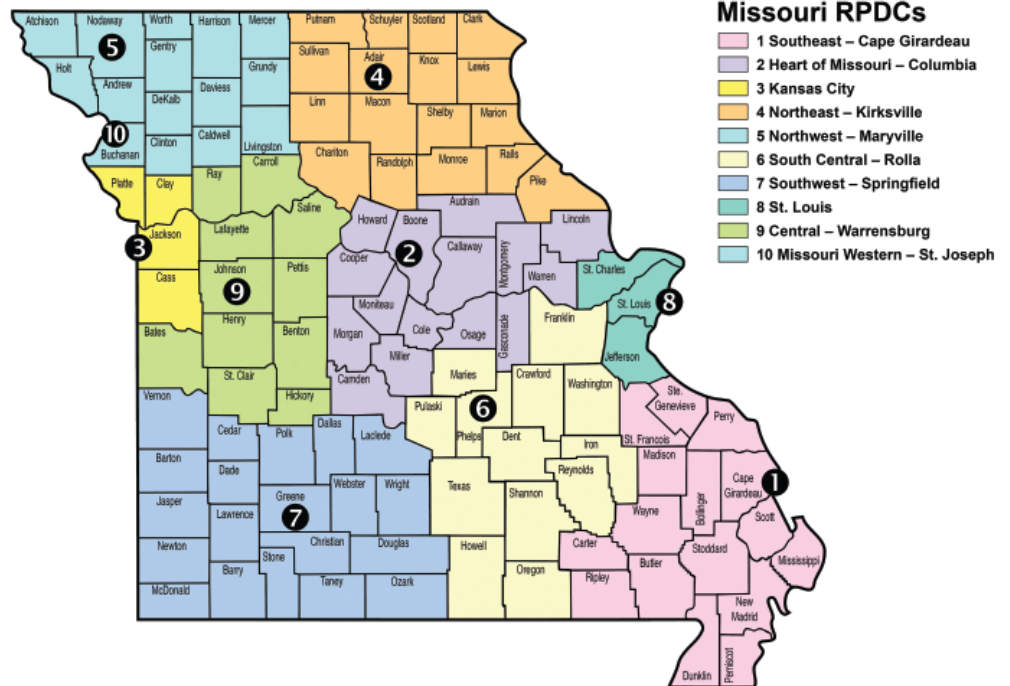 Missouri RPDCs
1 Southeast – Cape Girardeau
2 Heart of Missouri – Columbia
3 Kansas City
4 Northeast – Kirksville
5 Northwest – Maryville
6 South Central – Rolla
7 Southwest – Springfield
8 St. Louis
9 Central – Warrensburg
10 Missouri Western – St. Joseph
Atchison
Nodaway
Worth
Harrison
Mercer
Putnam
Schuyler
Scotland
Clark
5
Gentry
Sullivan
Adair
4
Knox
Lewis
Holt
Andrew
Grundy
DeKalb
Daviess
Linn
Macon
Shelby
Marion
10
Buchanan
Clinton
Caldwell
Livingston
Chariton
Randolph
Monroe
Ralls
Carroll
Platte
Clay
Ray
Pike
Saline
Audrain
Howard
Boone
Lincoln
3
Jackson
Lafayette
Cooper
2
Callaway
Montgomery
Warren
St. Charles
Cass
Johnson
9
Pettis
St. Louis
8
Moniteau
Cole
Osage
Gasconade
Franklin
Bates
Henry
Benton
Morgan
Miller
Jefferson
St. Clair
Hickory
Camden
Maries
Crawford
Washington
Ste.
Genevieve
Vernon
Pulaski
6
Phelps
Perry
Cedar
Polk
Dallas
Laclede
Dent
Iron
St. Francois
Madison
Barton
Dade
Webster
Wright
Texas
Shannon
Reynolds
Bollinger
Cape
Girardeau
1
Jasper
Greene
7
Lawrence
Wayne
Scott
Newton
Christian
Douglas
Howell
Carter
Stoddard
Mississippi
Stone
Barry
Taney
Ozark
Oregon
Ripley
Butler
McDonald
New
Madrid
Dunklin
Pemiscot